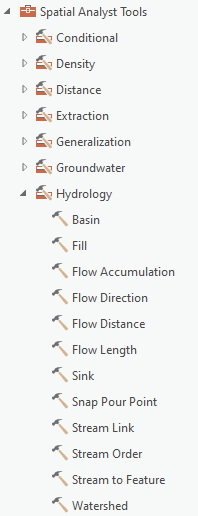 Spatial Analyst Tools
Conditional
Density
Distance
Extraction
Generalization
Groundwater
Hydrology
Basin
Fill
Flow Accumulation
Flow Direction
Flow Distance
Flow Length
Sink
Snap Pour Point
Stream Link
Stream Order
Stream to Feature
Watershed